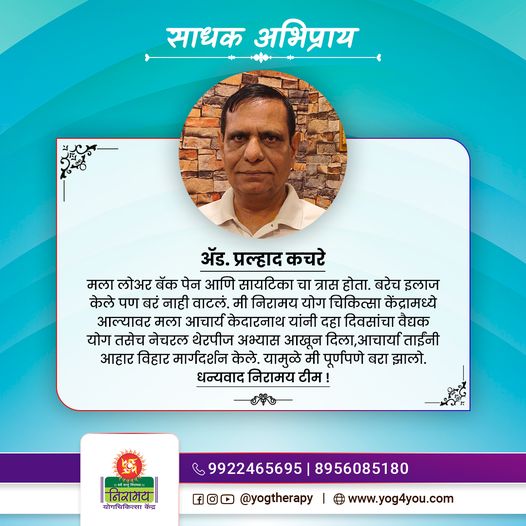 साधक अभिप्राय
ॲड. प्रल्हाद कचरे
मला लोअर बॅक पेन आणि सायटिका चा त्रास होता. बरेच इलाज
केले पण बरं नाही वाटलं. मी निरामय योग चिकित्सा केंद्रामध्ये
आल्यावर मला आचार्य केदारनाथ यांनी दहा दिवसांचा वैद्यक
योग तसेच नेचरल थेरपीज अभ्यास आखून दिला,आचार्या ताईंनी
आहार विहार मार्गदर्शन केले. यामुळे मी पूर्णपणे बरा झालो.
धन्यवाद निरामय टीम !
निरामय
योगचिकित्सा केंद्र
9922465695 | 8956085180
@yogtherapy | www.yog4you.com